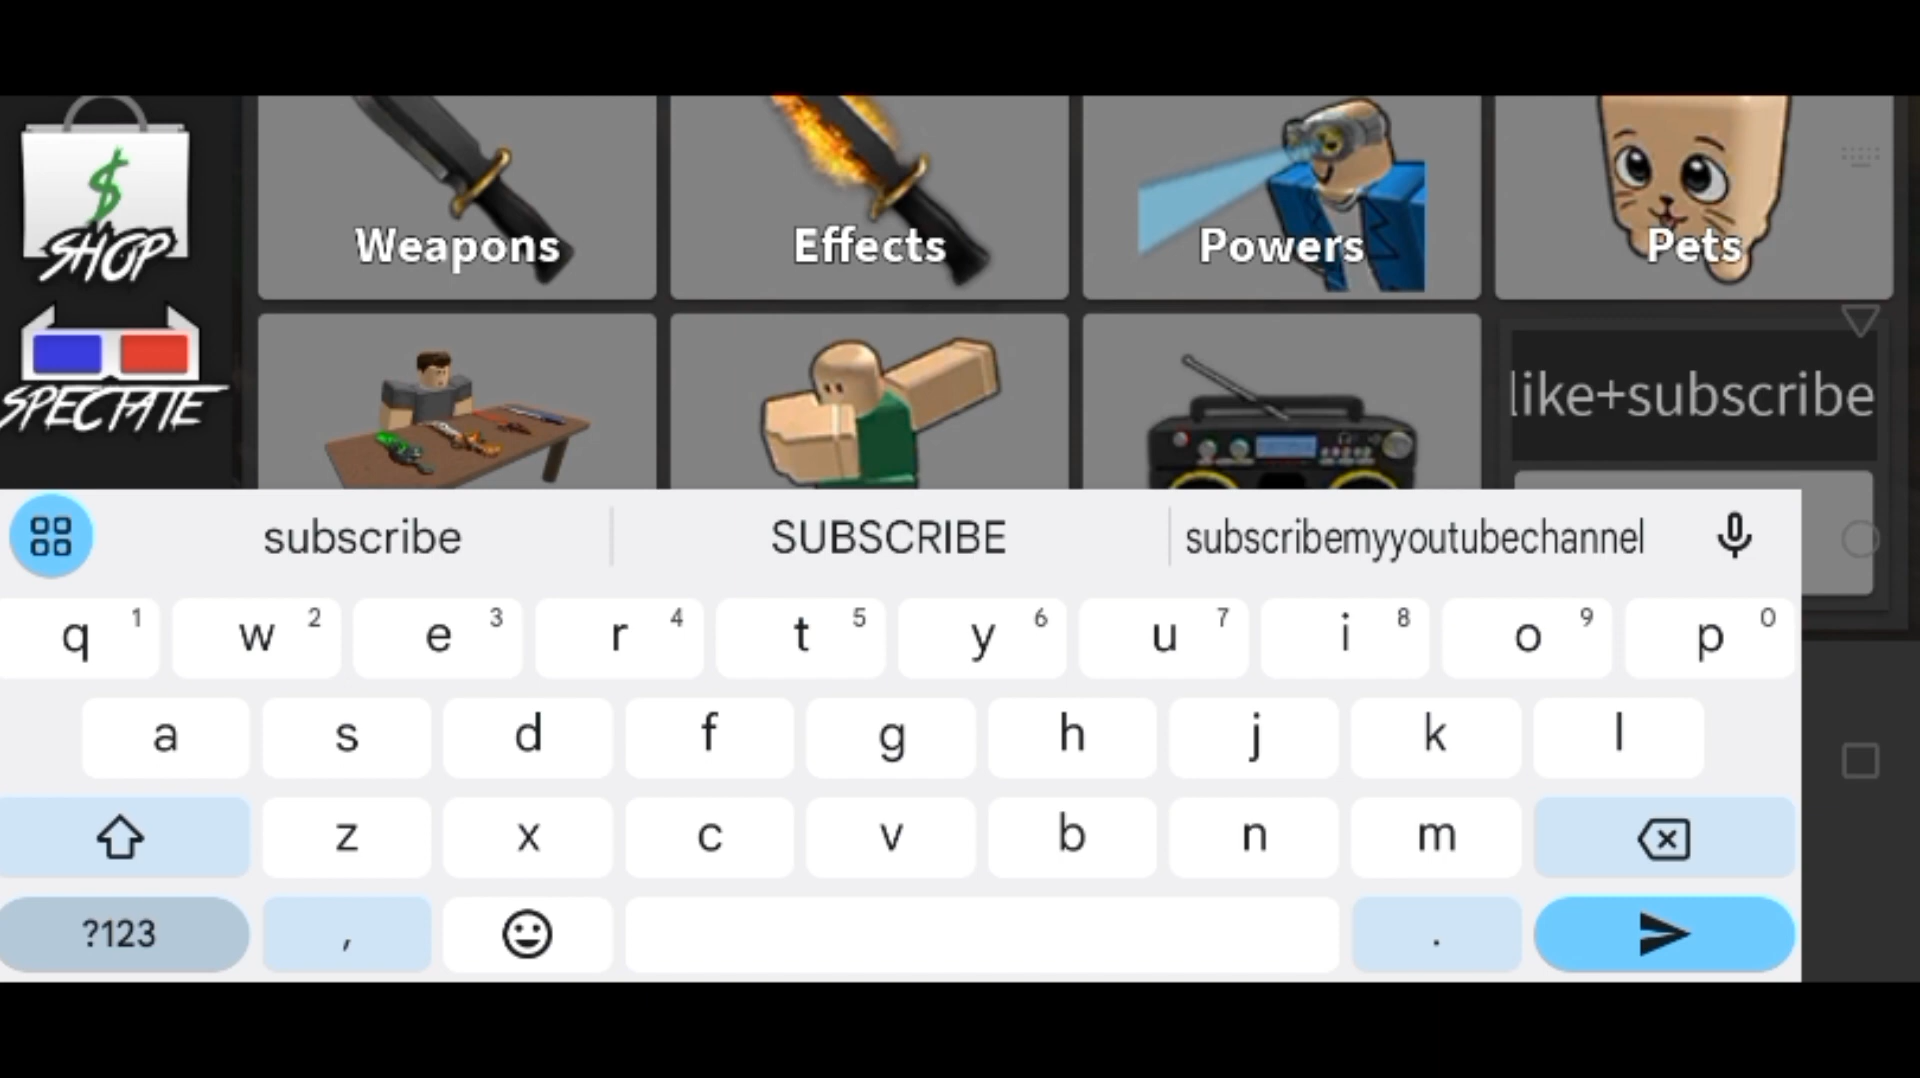 $
SHOP
Weapons
Effects
Powers
Pets
SPECTATE
like+subscribe
subscribe
SUBSCRIBE
subscribemyyoutubechannel
q 1 w 2 e 3 r 4 t 5 y 6 u 7 i 8 o 9 p 0
a s d f g h j k l
z x c v b n m
?123 , .